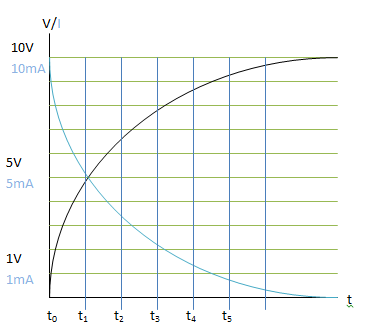 V/I
10V
10mA
5V
5mA
1V
1mA
t
t₀ t₁ t₂ t₃ t₄ t₅